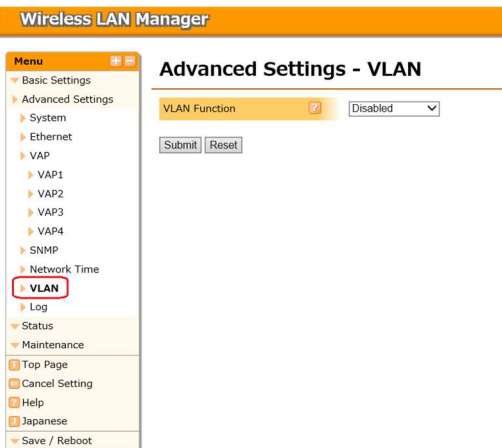 Wireless LAN Manager
Menu
Basic Settings
Advanced Settings
System
Ethernet
VAP
VAP1
VAP2
VAP3
VAP4
SNMP
Network Time
VLAN
Log
Status
Maintenance
Top Page
Cancel Setting
Help
Japanese
Save / Reboot
Advanced Settings - VLAN
VLAN Function ? Disabled
Submit Reset